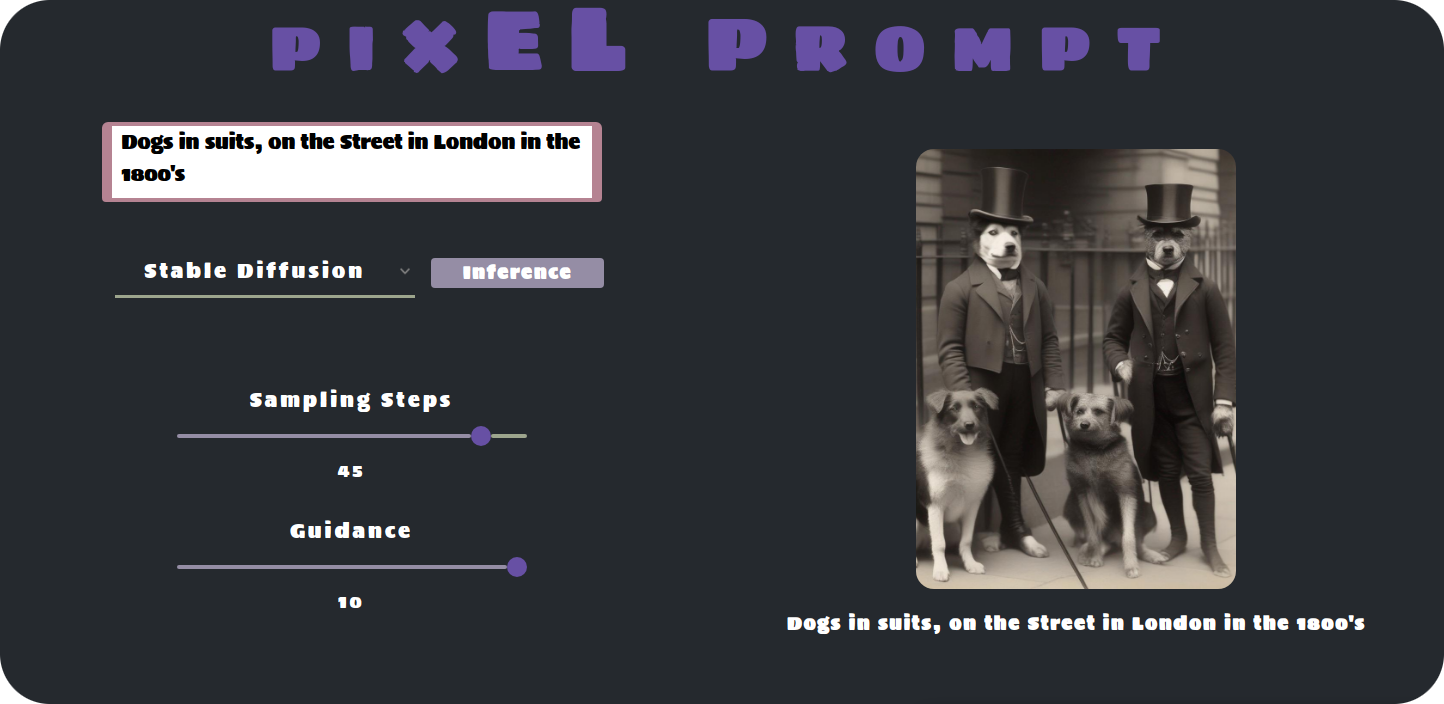 PIXEL PROMPT
Dogs in suits, on the Street in London in the
1800's
Stable Diffusion
Inference
Sampling Steps
45
Guidance
10
Dogs in suits, on the Street in London in the 1800's